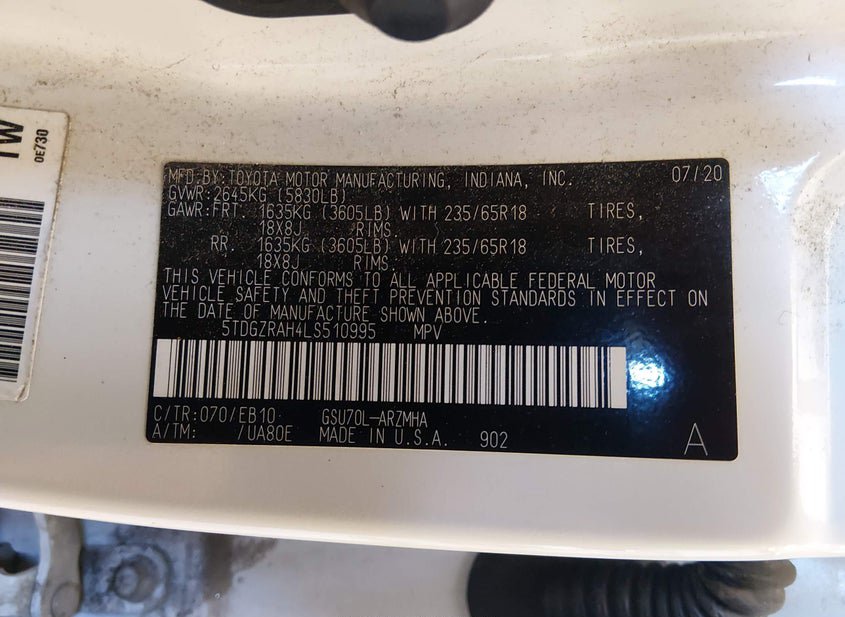 1W
0E730
MFD.BY:TOYOTA MOTOR MANUFACTURING, INDIANA, INC. 07/20
GVWR:2645KG (5830LB)
GAWR:FRT. 1635KG (3605LB) WITH 235/65R18 TIRES,
18X8J RIMS.
RR. 1635KG (3605LB) WITH 235/65R18 TIRES,
18X8J RIMS.
THIS VEHICLE CONFORMS TO ALL APPLICABLE FEDERAL MOTOR
VEHICLE SAFETY AND THEFT PREVENTION STANDARDS IN EFFECT ON
THE DATE OF MANUFACTURE SHOWN ABOVE.
5TDGZRAH4LS510995 MPV
C/TR:070/EB10 GSU70L-ARZMHA
A/TM: /UA80E MADE IN U.S.A. 902 A